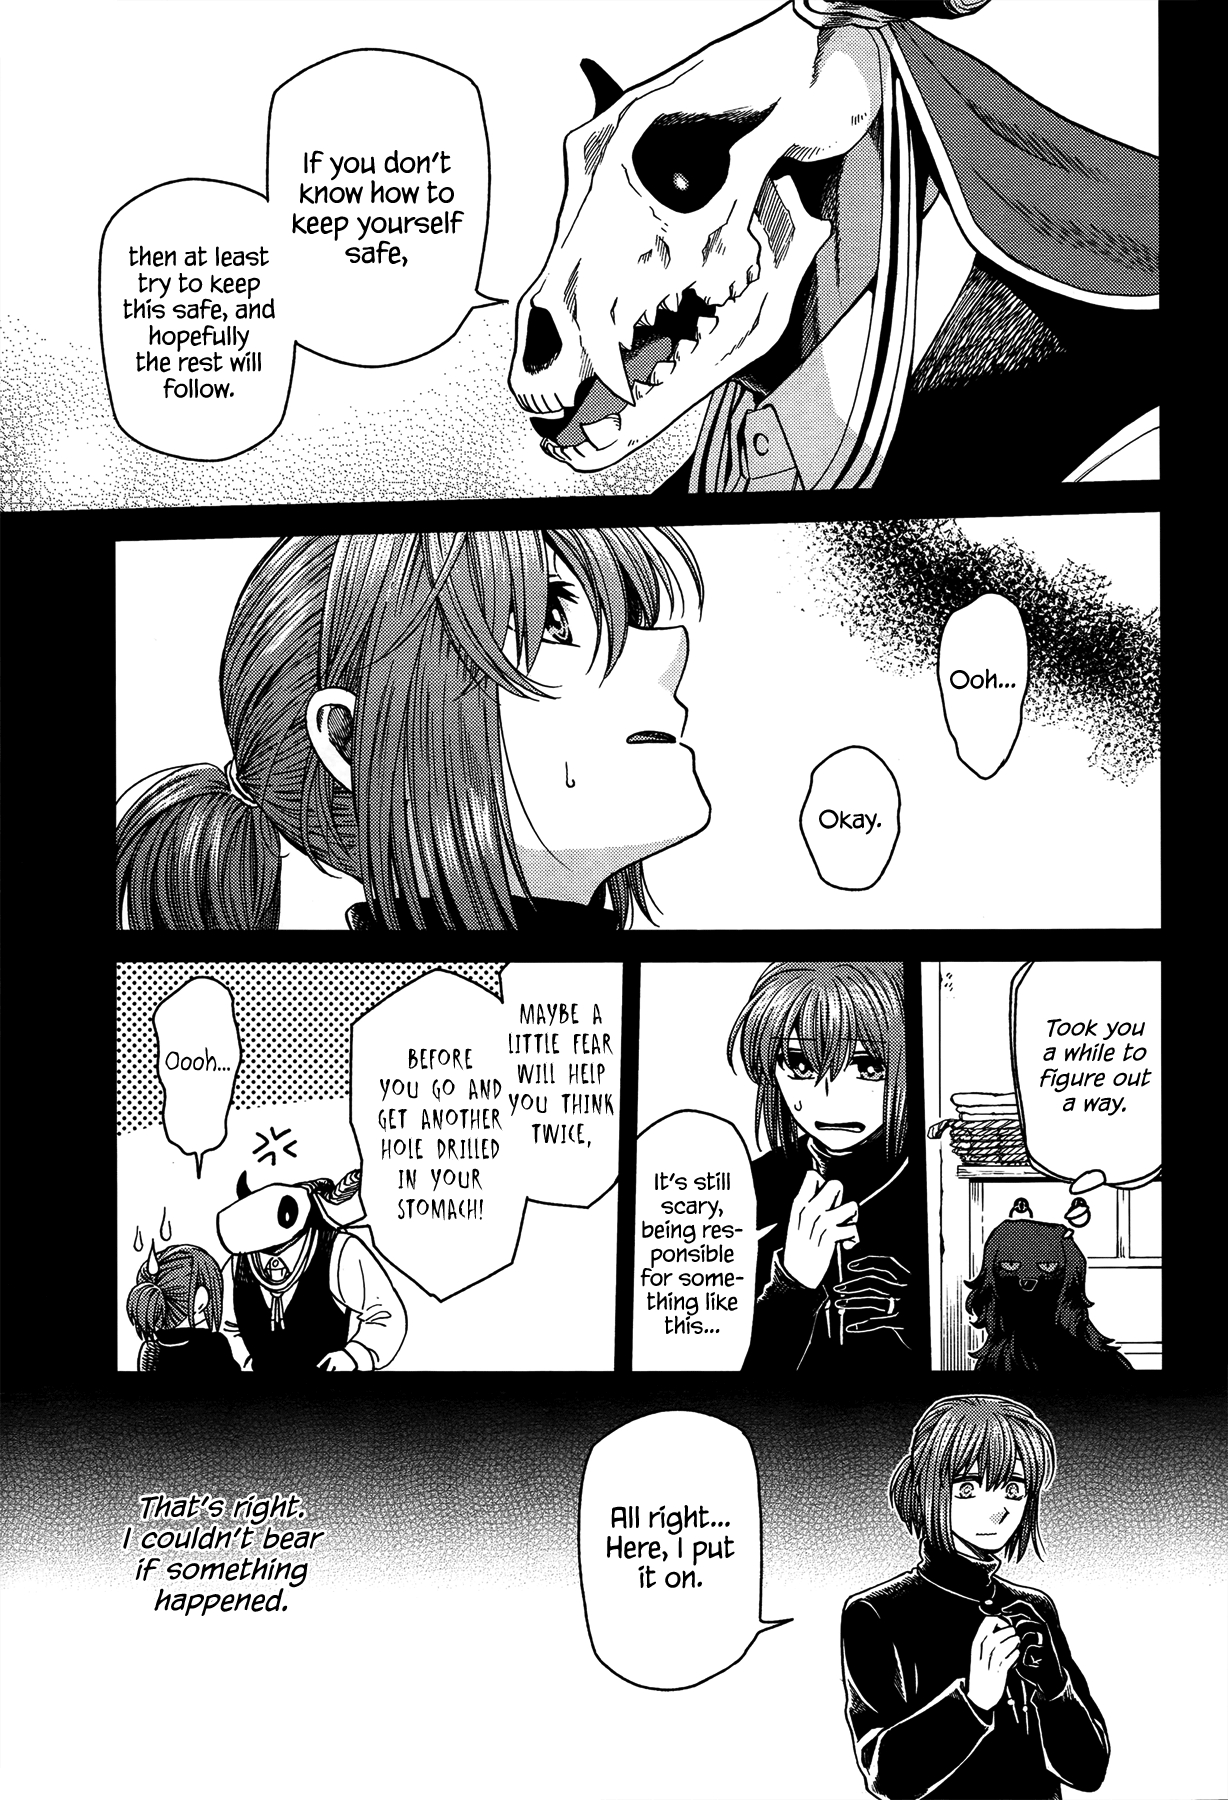 If you don't
know how to
keep yourself
safe,
then at least
try to keep
this safe, and
hopefully
the rest will
follow.
Ooh...
Okay.
Took you
a while to
figure out
a way.
It's still
scary,
being res-
ponsible
for some-
thing like
this...
MAYBE A
LITTLE FEAR
WILL HELP
YOU THINK
TWICE,
BEFORE
YOU GO AND
GET ANOTHER
HOLE DRILLED
IN YOUR
STOMACH!
Oooh...
All right...
Here, I put
it on.
That's right.
I couldn't bear
if something
happened.